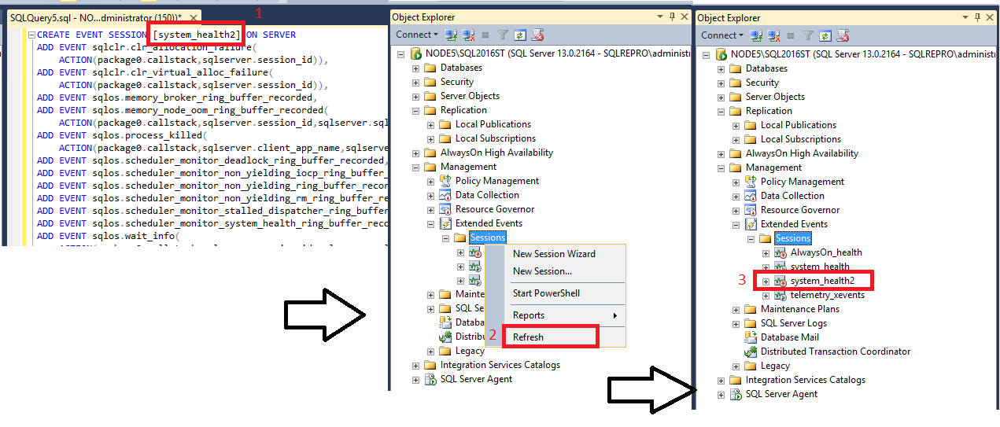 SQLQuery5.sql - NO...dministrator (150))*
1
CREATE EVENT SESSION [system_health2] ON SERVER
ADD EVENT sqlclr.clr_allocation_failure(
ACTION(package0.callstack,sqlserver.session_id)),
ADD EVENT sqlclr.clr_virtual_alloc_failure(
ACTION(package0.callstack,sqlserver.session_id)),
ADD EVENT sqlos.memory_broker_ring_buffer_recorded,
ADD EVENT sqlos.memory_node_oom_ring_buffer_recorded(
ACTION(package0.callstack,sqlserver.session_id,sqlserver.sql
ADD EVENT sqlos.process_killed(
ACTION(package0.callstack,sqlserver.client_app_name,sqlserve
ADD EVENT sqlos.scheduler_monitor_deadlock_ring_buffer_recorded,
ADD EVENT sqlos.scheduler_monitor_non_yielding_iocp_ring_buffer_
ADD EVENT sqlos.scheduler_monitor_non_yielding_ring_buffer_recor
ADD EVENT sqlos.scheduler_monitor_non_yielding_rm_ring_buffer_re
ADD EVENT sqlos.scheduler_monitor_stalled_dispatcher_ring_buffer
ADD EVENT sqlos.scheduler_monitor_system_health_ring_buffer_reco
ADD EVENT sqlos.wait_info(
Object Explorer
Connect
NODE5\SQL2016ST (SQL Server 13.0.2164 - SQLREPRO\administ
Databases
Security
Server Objects
Replication
Local Publications
Local Subscriptions
AlwaysOn High Availability
Management
Policy Management
Data Collection
Resource Governor
Extended Events
Sessions
New Session Wizard
New Session...
Start PowerShell
Reports
2
Refresh
Mainte
SQL Se
Databa
Distrib
Legacy
Integration Services Catalogs
SQL Server Agent
Object Explorer
Connect
NODE5\SQL2016ST (SQL Server 13.0.2164 - SQLREPRO\administr
Databases
Security
Server Objects
Replication
Local Publications
Local Subscriptions
AlwaysOn High Availability
Management
Policy Management
Data Collection
Resource Governor
Extended Events
Sessions
AlwaysOn_health
system_health
3
system_health2
telemetry_xevents
Maintenance Plans
SQL Server Logs
Database Mail
Distributed Transaction Coordinator
Legacy
Integration Services Catalogs
SQL Server Agent